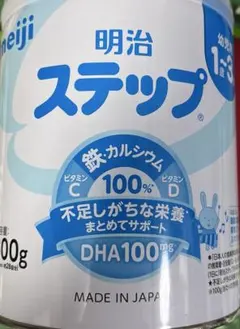 meiji
明治
ステップ®
1歳
鉄・カルシウム
ビタミン
C
100%
ビタミン
D
不足しがちな栄養
まとめてサポート
DHA100mg
00g
MADE IN JAPAN